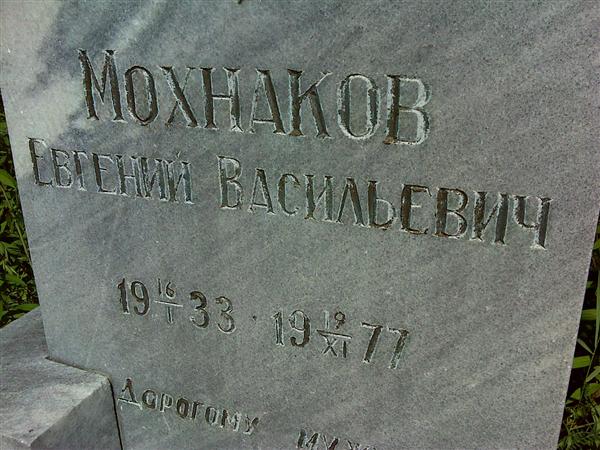 Мохнаков
Евгений Васильевич
19 16/I 33 19 19/XI 77
Дорогому